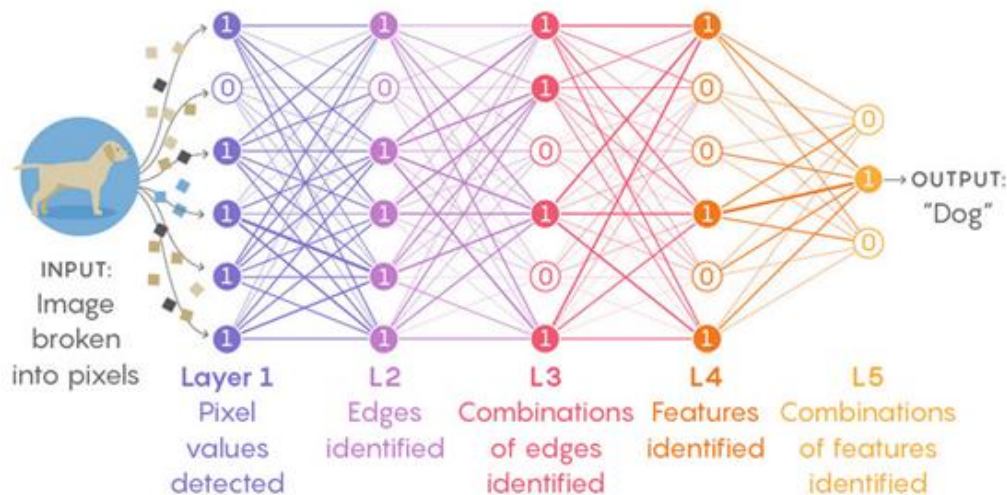 1 1 1 1
0 0 1 0
0
1 1 0 0
1
1 1 1 1
OUTPUT:
"Dog"
0
1 1 0 0
1 1 1 1
INPUT:
Image
broken
into pixels
Layer 1
Pixel
values
detected
L2
Edges
identified
L3
Combinations
of edges
identified
L4
Features
identified
L5
Combinations
of features
identified